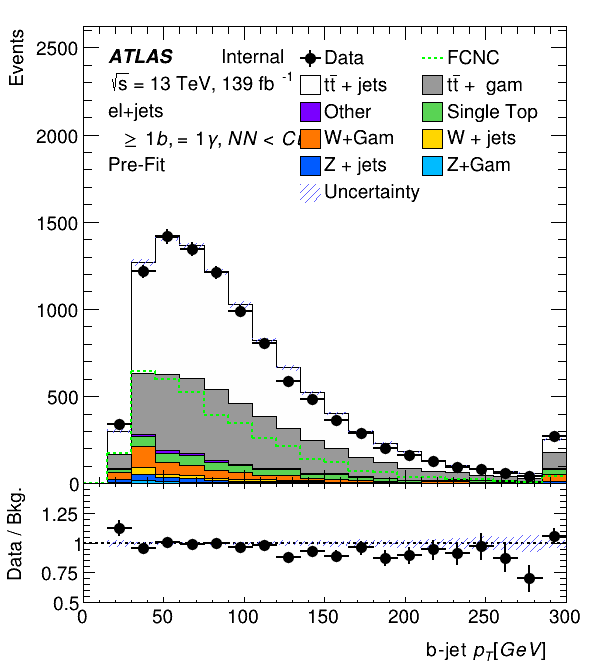 Events
2500
2000
1500
1000
500
0
ATLAS Internal
√s = 13 TeV, 139 fb⁻¹
el+jets
≥ 1b, = 1γ, NN < 
Pre-Fit
Data
FCNC
tt̄ + jets
tt̄ + gam
Other
Single Top
W+Gam
W + jets
Z + jets
Z+Gam
Uncertainty
Data / Bkg.
1.25
1
0.75
0.5
0 50 100 150 200 250 300
b-jet p_T[GeV]